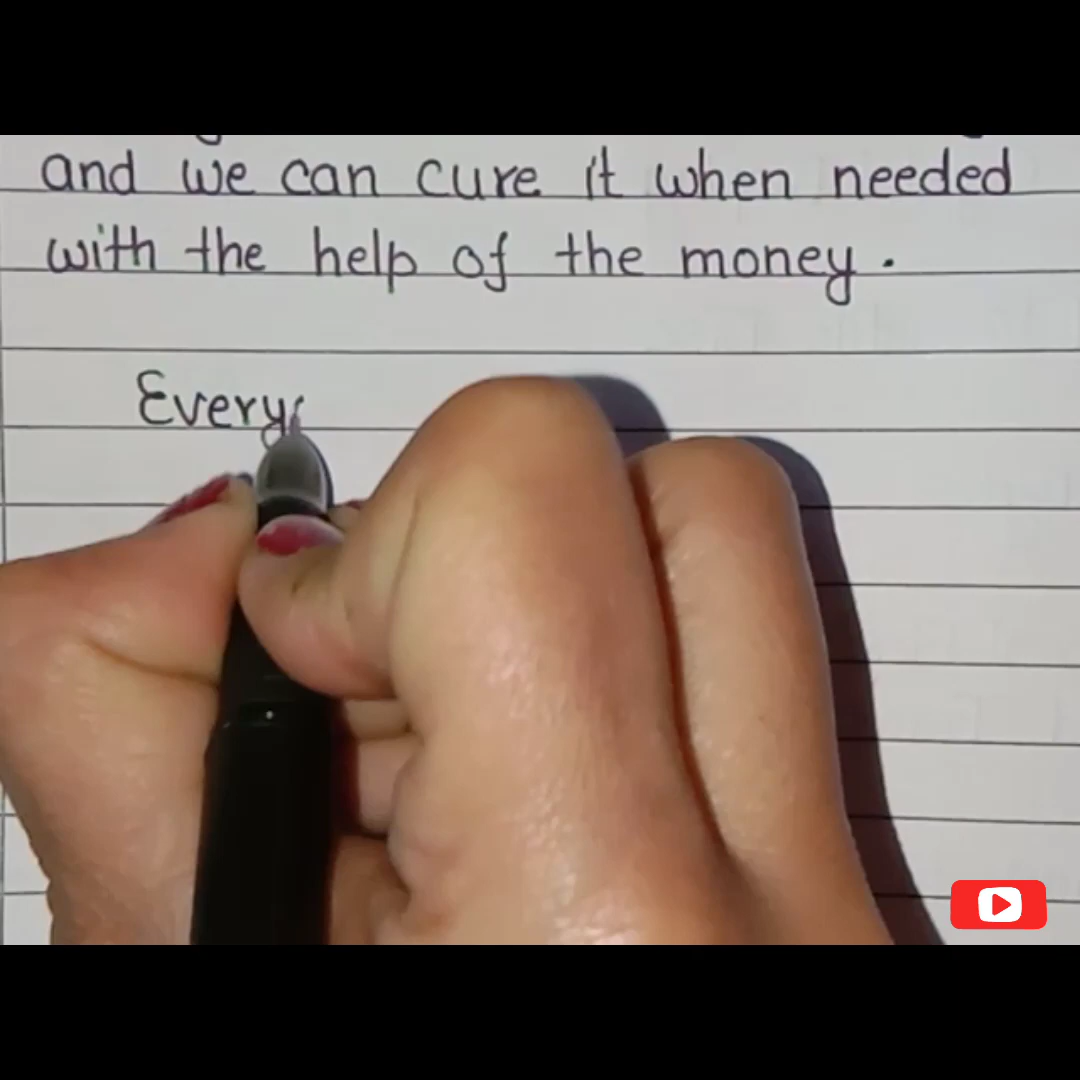 and we can cure it when needed
with the help of the money.
Every